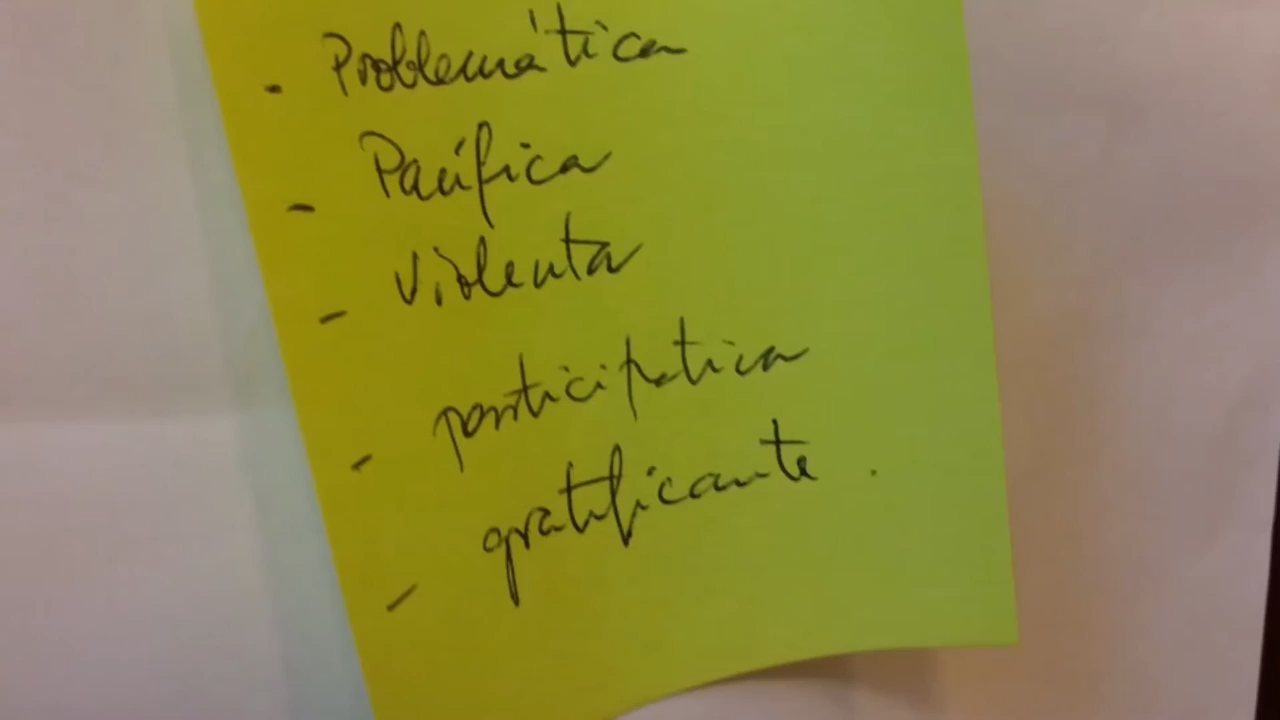 - Problemática
- Pacífica
- Violenta
- participativa
- gratificante.